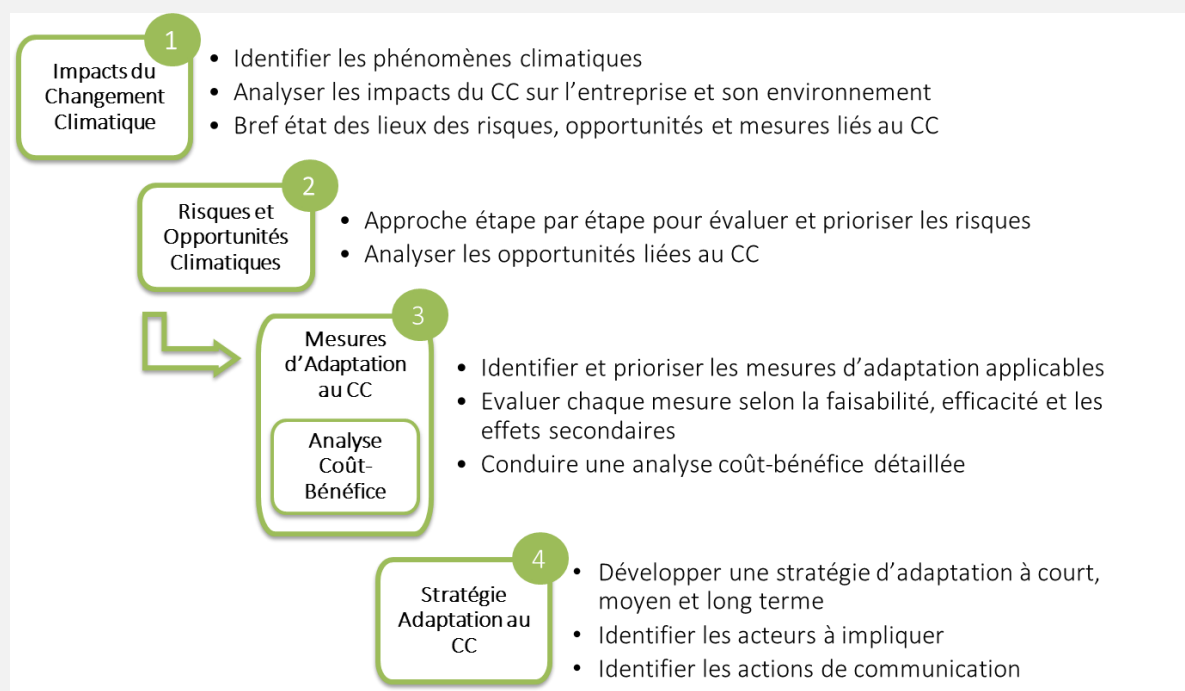 1
Impacts du
Changement
Climatique
• Identifier les phénomènes climatiques
• Analyser les impacts du CC sur l’entreprise et son environnement
• Bref état des lieux des risques, opportunités et mesures liés au CC
2
Risques et
Opportunités
Climatiques
• Approche étape par étape pour évaluer et prioriser les risques
• Analyser les opportunités liées au CC
3
Mesures
d’Adaptation
au CC
Analyse
Coût-
Bénéfice
• Identifier et prioriser les mesures d’adaptation applicables
• Evaluer chaque mesure selon la faisabilité, efficacité et les
effets secondaires
• Conduire une analyse coût-bénéfice détaillée
4
Stratégie
Adaptation au
CC
• Développer une stratégie d’adaptation à court,
moyen et long terme
• Identifier les acteurs à impliquer
• Identifier les actions de communication